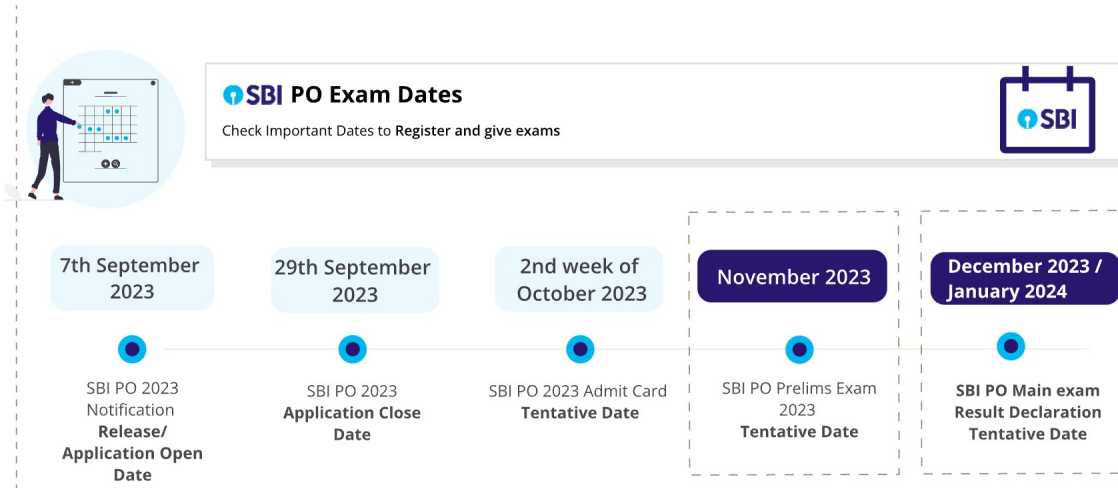 SBI PO Exam Dates
Check Important Dates to Register and give exams
SBI
7th September
2023
29th September
2023
2nd week of
October 2023
November 2023
December 2023 /
January 2024
SBI PO 2023
Notification
Release/
Application Open
Date
SBI PO 2023
Application Close
Date
SBI PO 2023 Admit Card
Tentative Date
SBI PO Prelims Exam
2023
Tentative Date
SBI PO Main exam
Result Declaration
Tentative Date